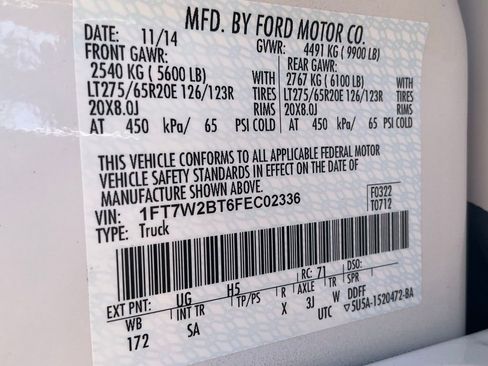 MFD. BY FORD MOTOR CO.
DATE: 11/14 GVWR: 4491 KG ( 9900 LB)
FRONT GAWR: REAR GAWR:
2540 KG ( 5600 LB) WITH 2767 KG ( 6100 LB) WITH
LT275/65R20E 126/123R TIRES LT275/65R20E 126/123R TIRES
20X8.0J RIMS 20X8.0J RIMS
AT 450 kPa/ 65 PSI COLD AT 450 kPa/ 65 PSI COLD
THIS VEHICLE CONFORMS TO ALL APPLICABLE FEDERAL MOTOR
VEHICLE SAFETY STANDARDS IN EFFECT ON THE DATE OF
MANUFACTURE SHOWN ABOVE.
VIN: 1FT7W2BT6FEC02336 F0322
TYPE: Truck T0712
EXT PNT: UG H5 RC: 71 DSO:
WB INT TR TP/PS R AXLE TR SPR
172 SA X 3J W DDFF
UTC ▽5U5A-1520472-BA